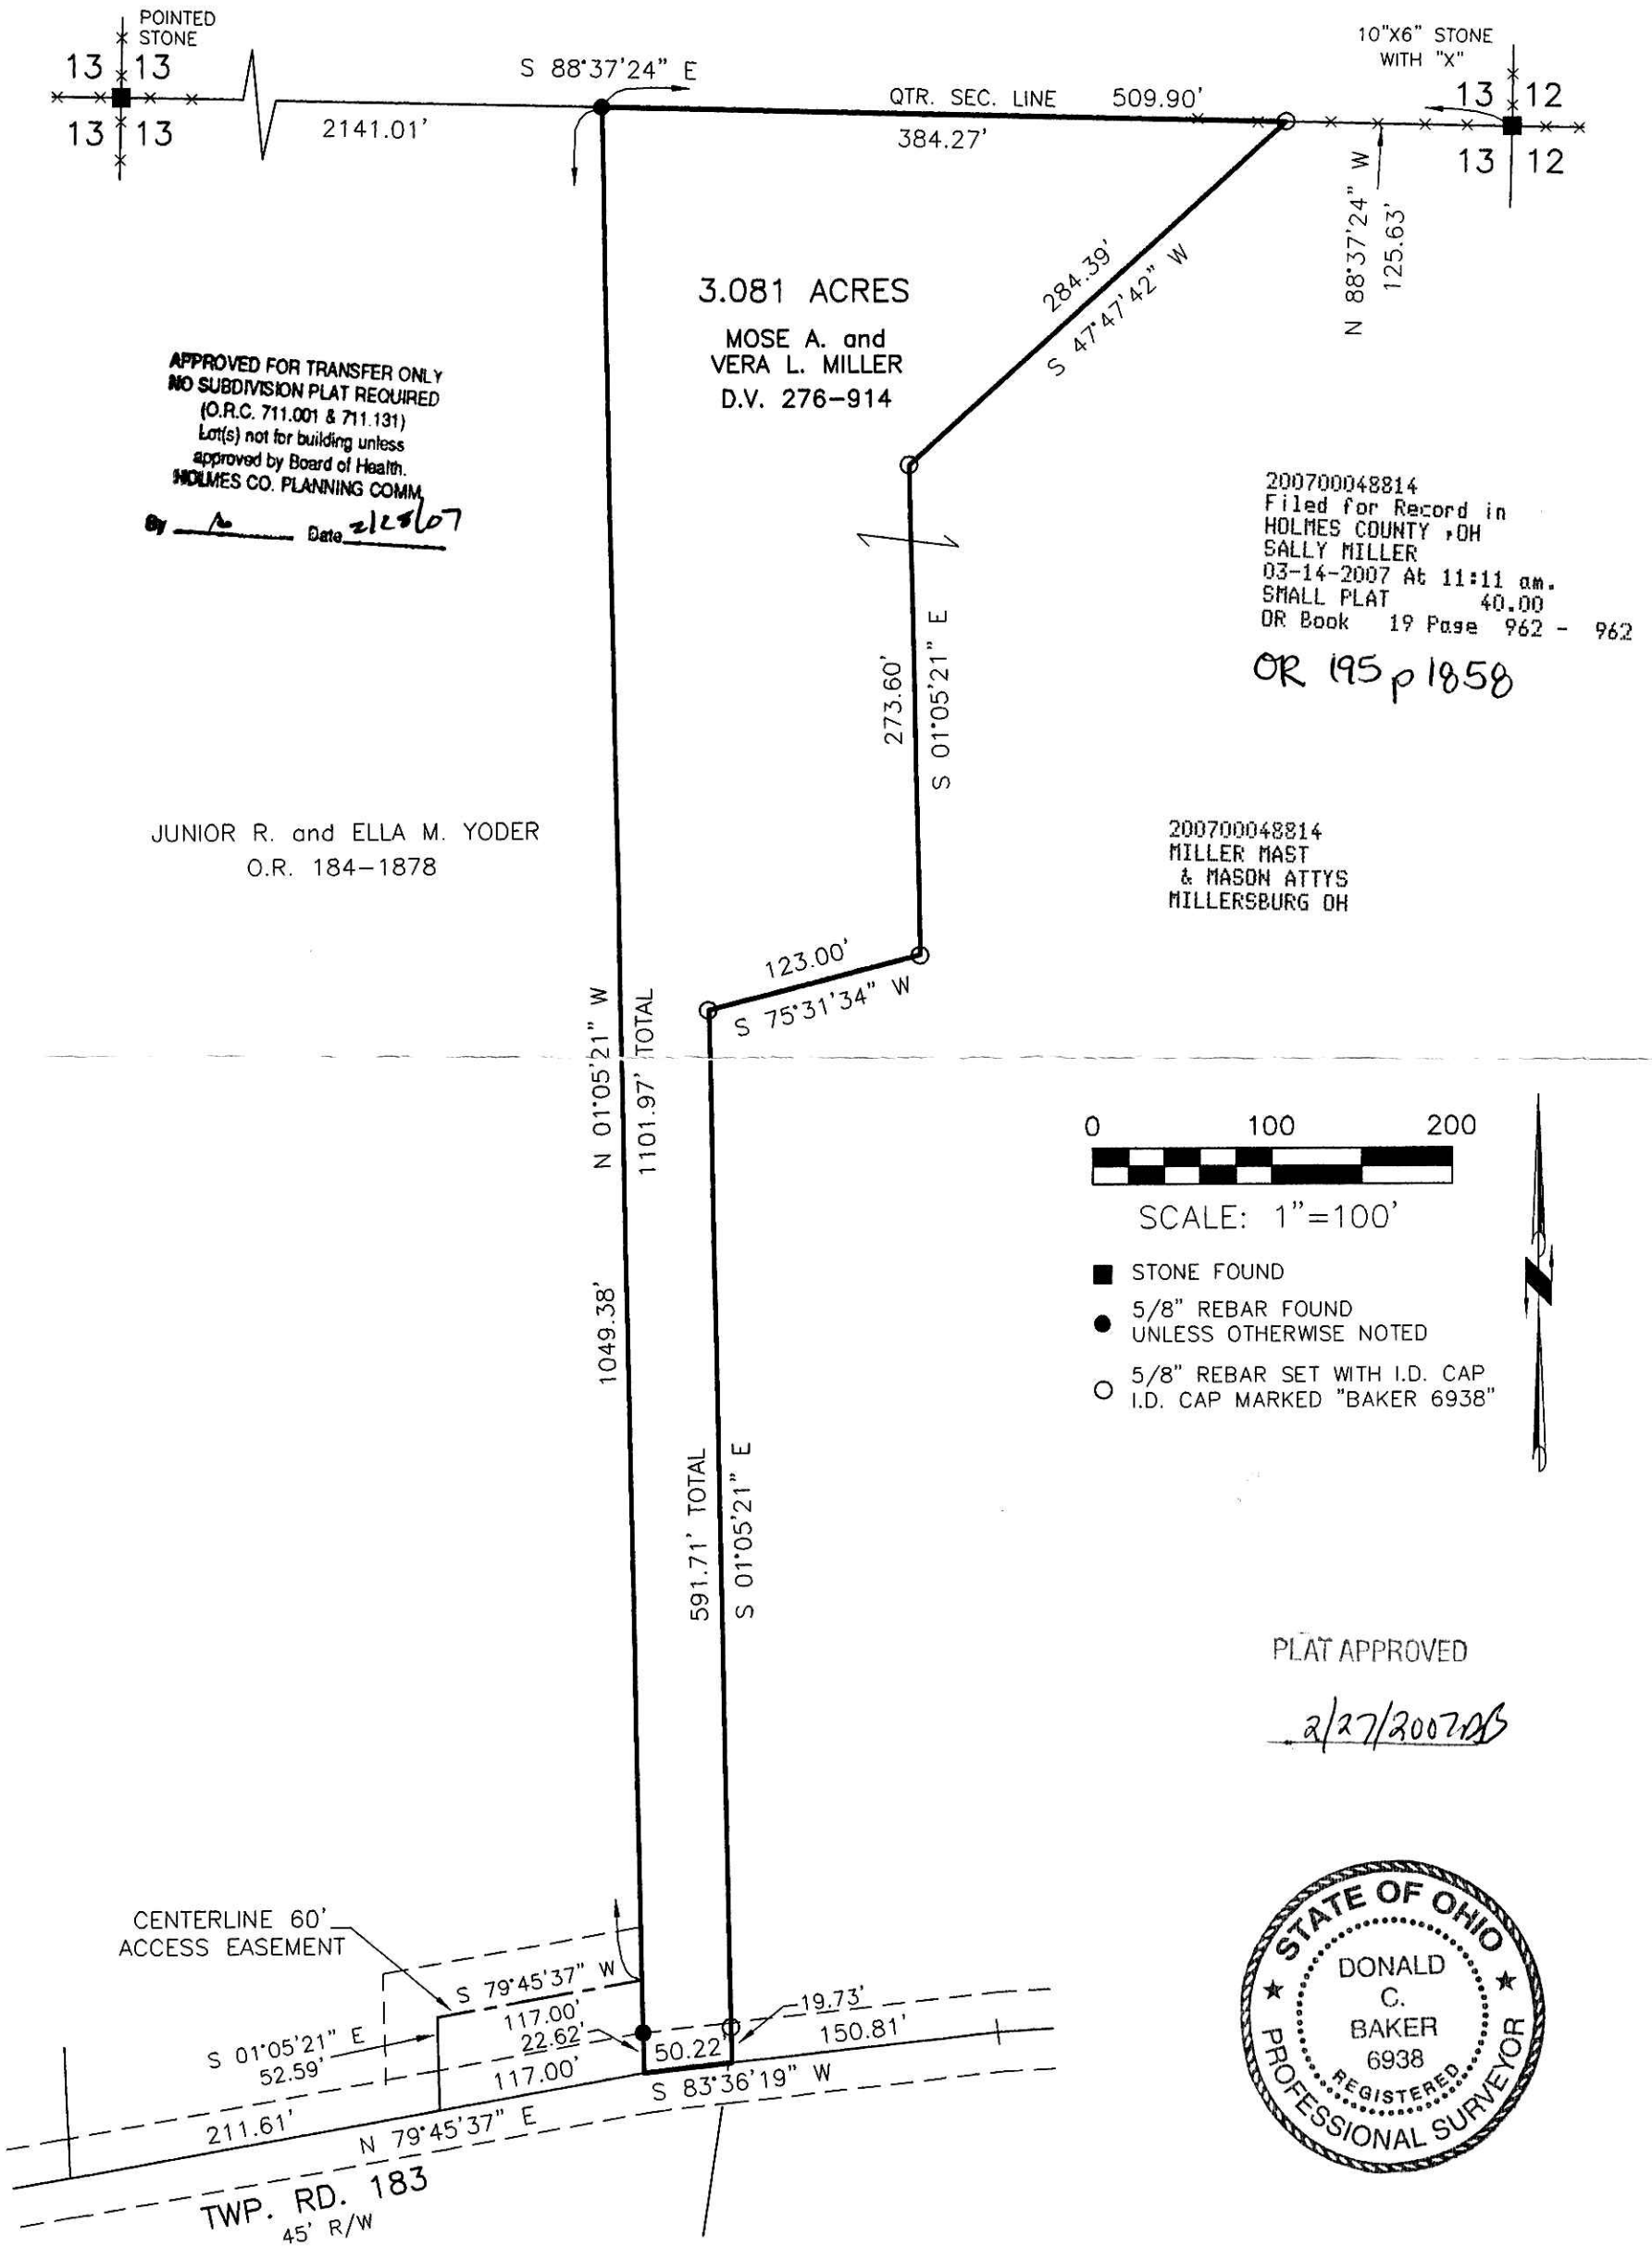 POINTED
STONE
13 13
13 13
S 88°37'24" E
2141.01'
QTR. SEC. LINE 509.90'
384.27'
10"X6" STONE
WITH "X"
13 12
13 12
N 88°37'24" W
125.63'
284.39'
S 47°47'42" W
3.081 ACRES
MOSE A. and
VERA L. MILLER
D.V. 276-914
APPROVED FOR TRANSFER ONLY
NO SUBDIVISION PLAT REQUIRED
(O.R.C. 711.001 & 711.131)
Lot(s) not for building unless
approved by Board of Health.
HOLMES CO. PLANNING COMM.
By Date 2/28/07
200700048814
Filed for Record in
HOLMES COUNTY ,OH
SALLY MILLER
03-14-2007 At 11:11 am.
SMALL PLAT 40.00
OR Book 19 Page 962 - 962
OR 195 p 1858
273.60'
S 01°05'21" E
JUNIOR R. and ELLA M. YODER
O.R. 184-1878
200700048814
MILLER MAST
& MASON ATTYS
MILLERSBURG OH
123.00'
S 75°31'34" W
N 01°05'21" W
1101.97' TOTAL
1049.38'
591.71' TOTAL
S 01°05'21" E
0 100 200
SCALE: 1"=100'
STONE FOUND
5/8" REBAR FOUND
UNLESS OTHERWISE NOTED
5/8" REBAR SET WITH I.D. CAP
I.D. CAP MARKED "BAKER 6938"
PLAT APPROVED
2/27/2007 DB
CENTERLINE 60'
ACCESS EASEMENT
S 79°45'37" W
117.00'
S 01°05'21" E
52.59'
22.62'
117.00'
50.22'
19.73'
150.81'
S 83°36'19" W
211.61'
N 79°45'37" E
TWP. RD. 183
45' R/W
STATE OF OHIO
DONALD
C.
BAKER
6938
REGISTERED
PROFESSIONAL SURVEYOR